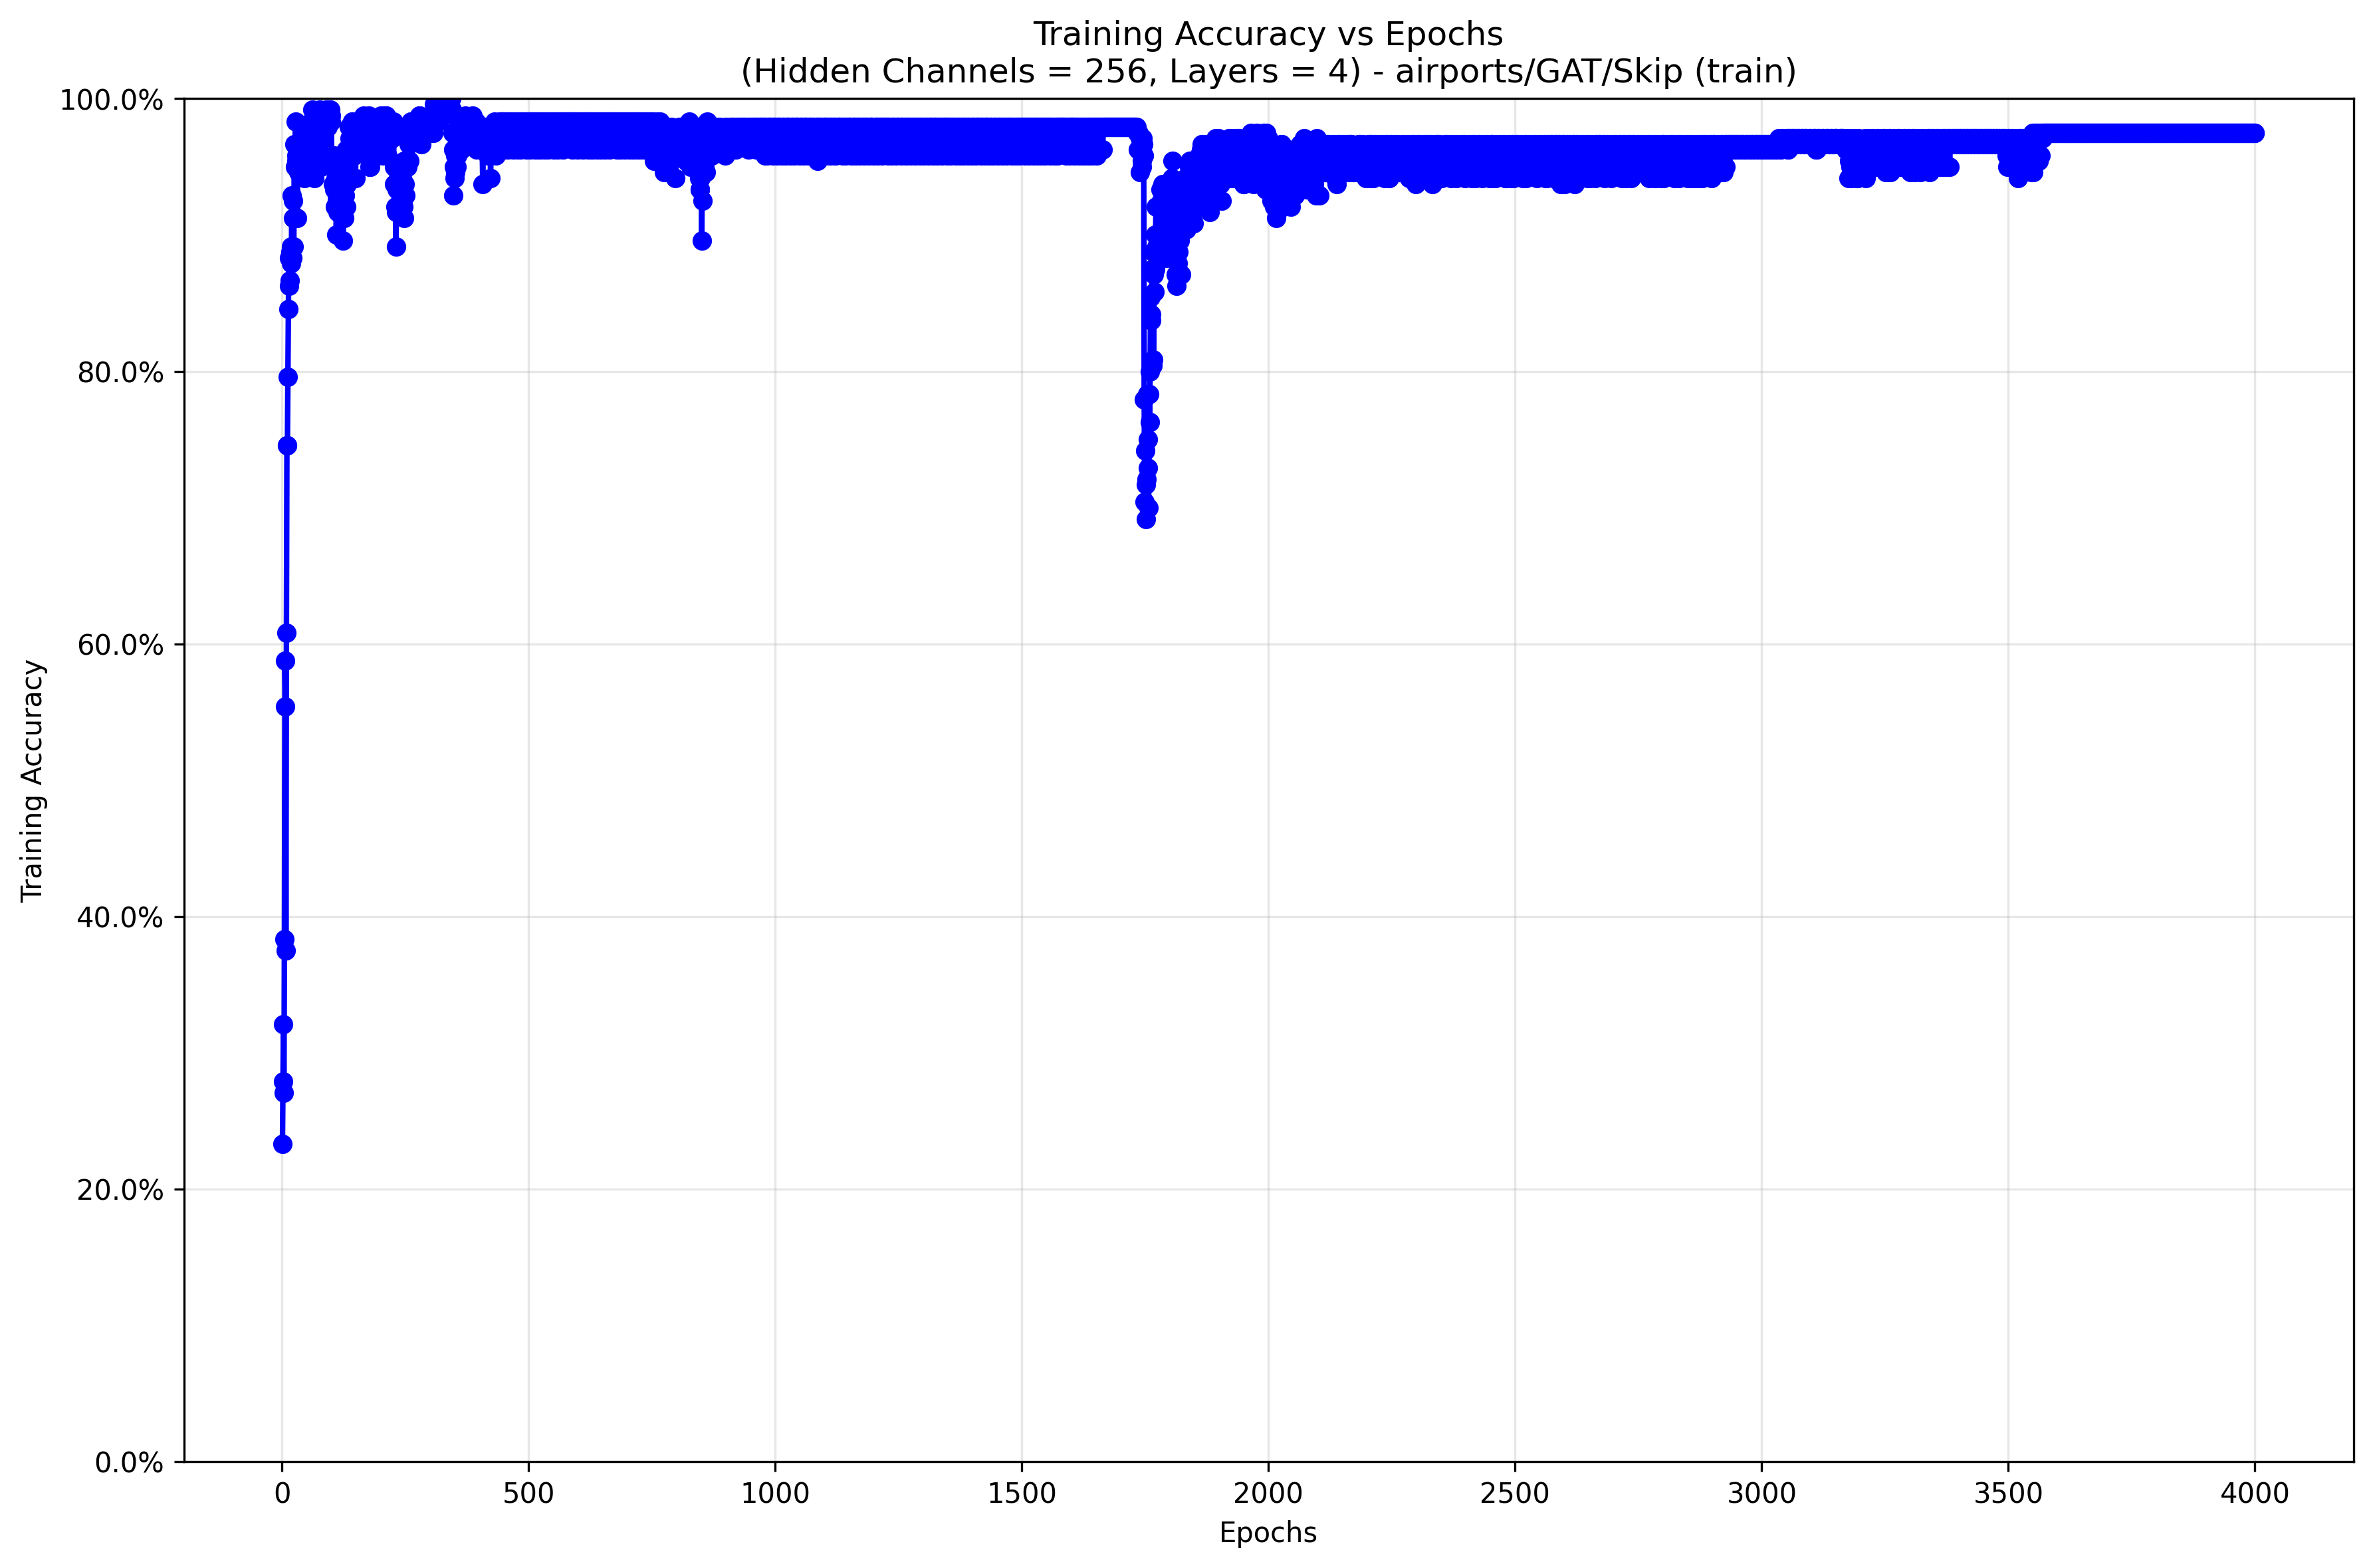 Training Accuracy vs Epochs
(Hidden Channels = 256, Layers = 4) - airports/GAT/Skip (train)
100.0%
80.0%
60.0%
40.0%
20.0%
0.0%
Training Accuracy
0 500 1000 1500 2000 2500 3000 3500 4000
Epochs